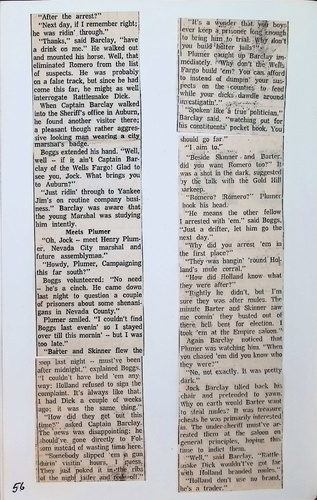 "After the arrest?"
"Next day, if I remember right;
he was ridin' through."
"Thanks," said Barclay, "have
a drink on me." He walked out
and mounted his horse. Well, that
eliminated Romero from the list
of suspects. He was probably
on a false track, but since he had
come this far, he might as well
interrogate Rattlesnake Dick.
When Captain Barclay walked
into the Sheriff's office in Auburn,
he found another visitor there;
a pleasant though rather aggres-
sive looking man wearing a city
marshal's badge.
Boggs extended his hand. "Well,
well — if it ain't Captain Bar-
clay of the Wells Fargo! Glad to
see you, Jock. What brings you
to Auburn?"
"Just ridin' through to Yankee
Jim's on routine company busi-
ness." Barclay was aware that
the young Marshal was studying
him intently.
Meets Plumer
"Oh, Jock — meet Henry Plum-
er, Nevada City marshal and
future assemblyman."
"Howdy, Plumer, Campaigning
this far south?"
Boggs volunteered: "No need
— he's a cinch. He came down
last night to question a couple
of prisoners about some shenani-
gans in Nevada County."
Plumer smiled. "I couldn't find
Boggs last evenin' so I stayed
over till this mornin' — but I was
too late."
"Barter and Skinner flew the
coop last night — must've been
after midnight," explained Boggs.
"I couldn't have held 'em any
way; Holland refused to sign the
complaint. It's always like that.
I had Dick a couple of weeks
ago; it was the same thing."
"How did they get out this
time?" asked Captain Barclay.
The news was disappointing; he
should've gone directly to Fol-
som instead of wasting time here.
"Somebody slipped 'em a gun
durin' visitin' hours, I guess.
They just poked it in the ribs
of the night jailer and rode off."
56
"It's a wonder that you boys
ever keep a prisoner long enough
to bring him to trial. Why don't
you build better jails?"
Plumer caught up Barclay im-
mediately. "Why don't the Wells
Fargo build 'em? You can afford
to instead of dumpin' your sus-
pects on the counties to feed
while your dicks dawdle around
investigatin'."
"Spoken like a true politician,"
Barclay said, "watching out for
his constituents' pocket book. You
should go far."
"I aim to."
"Beside Skinner and Barter,
did you want Romero too?" It
was a shot in the dark, suggested
by the talk with the Gold Hill
barkeep.
"Romero? Romero?" Plumer
shook his head.
"He means the other fellow
I arrested with 'em," said Boggs.
"Just a drifter, let him go the
next day."
"Why did you arrest 'em in
the first place?"
"They was hangin' 'round Hol-
land's mule corral."
"How did Holland know what
they were after?"
"Rightly he didn't, but I'm
sure they was after mules. The
minute Barter and Skinner saw
me comin' they busted out of
there hell bent for election. I
took 'em at the Empire saloon."
Again Barclay noticed that
Plumer was watching him. "When
you chased 'em did you know who
they were?"
"No, not exactly. It was pretty
dark."
Jock Barclay tilted back his
chair and pretended to yawn.
Why on earth would Barter want
to steal mules? It was treasure
chests he was primarily interested
in. The mule-sheriff must've ar-
rested them at the saloon on
general principles, hoping this
time to indict them.
"Well," said Barclay, "Rattle-
snake Dick wouldn't've go far
with Holland branded mules."
"Holland don't use no brand,
he's due in a minute.